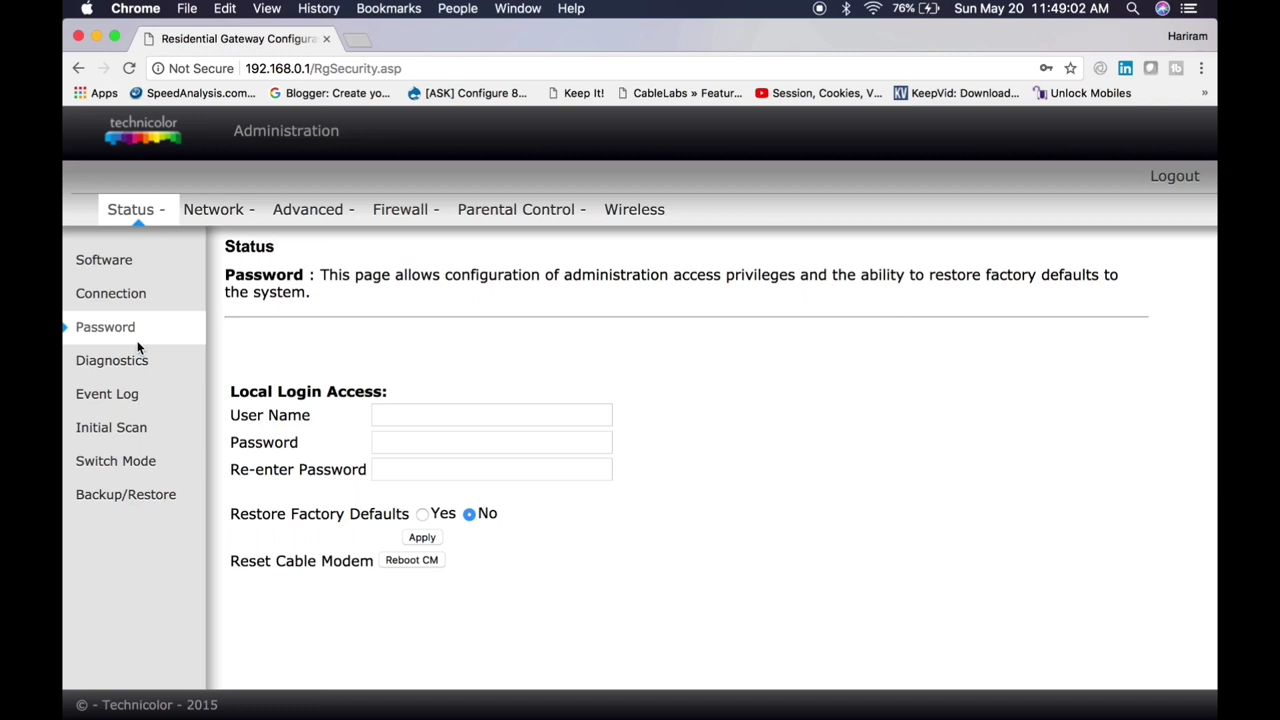 Chrome File Edit View History Bookmarks People Window Help 76% Sun May 20 11:49:02 AM
Residential Gateway Configura × Hariram
Not Secure 192.168.0.1/RgSecurity.asp
Apps SpeedAnalysis.com... Blogger: Create yo... [ASK] Configure 8... Keep It! CableLabs » Featur... Session, Cookies, V... KV KeepVid: Download... Unlock Mobiles »
technicolor Administration
Logout
Status - Network - Advanced - Firewall - Parental Control - Wireless
Software
Connection
Password
Diagnostics
Event Log
Initial Scan
Switch Mode
Backup/Restore
Status
Password : This page allows configuration of administration access privileges and the ability to restore factory defaults to
the system.
Local Login Access:
User Name
Password
Re-enter Password
Restore Factory Defaults Yes No
Apply
Reset Cable Modem Reboot CM
© - Technicolor - 2015